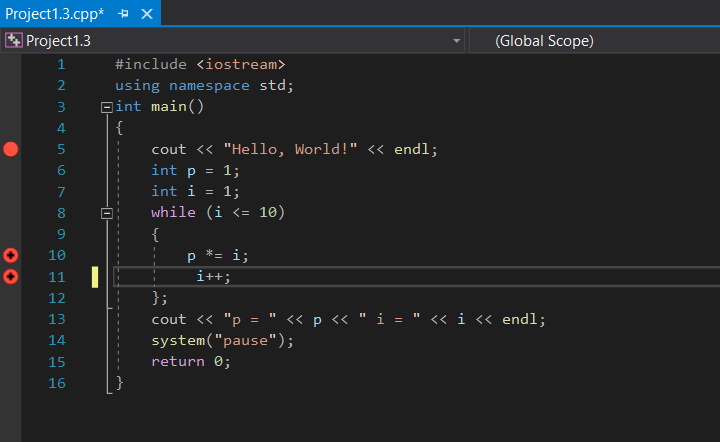 Project1.3.cpp*
Project1.3 (Global Scope)
1 #include <iostream>
2 using namespace std;
3 int main()
4 {
5 cout << "Hello, World!" << endl;
6 int p = 1;
7 int i = 1;
8 while (i <= 10)
9 {
10 p *= i;
11 i++;
12 };
13 cout << "p = " << p << " i = " << i << endl;
14 system("pause");
15 return 0;
16 }